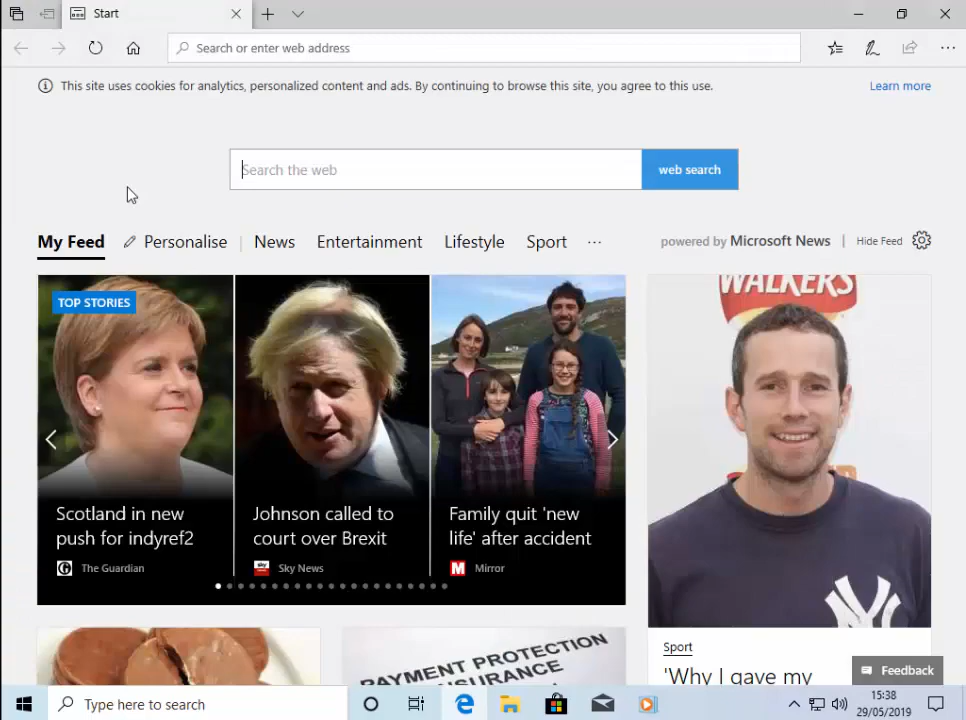 Start
Search or enter web address
This site uses cookies for analytics, personalized content and ads. By continuing to browse this site, you agree to this use.
Learn more
Search the web
web search
My Feed
Personalise
News
Entertainment
Lifestyle
Sport
powered by Microsoft News
Hide Feed
TOP STORIES
WALKERS
Scotland in new
push for indyref2
The Guardian
Johnson called to
court over Brexit
sky news
Sky News
Family quit 'new
life' after accident
M
Mirror
NY
PAYMENT PROTECTION
INSURANCE
Sport
'Why I gave my
Feedback
Type here to search
15:38
29/05/2019